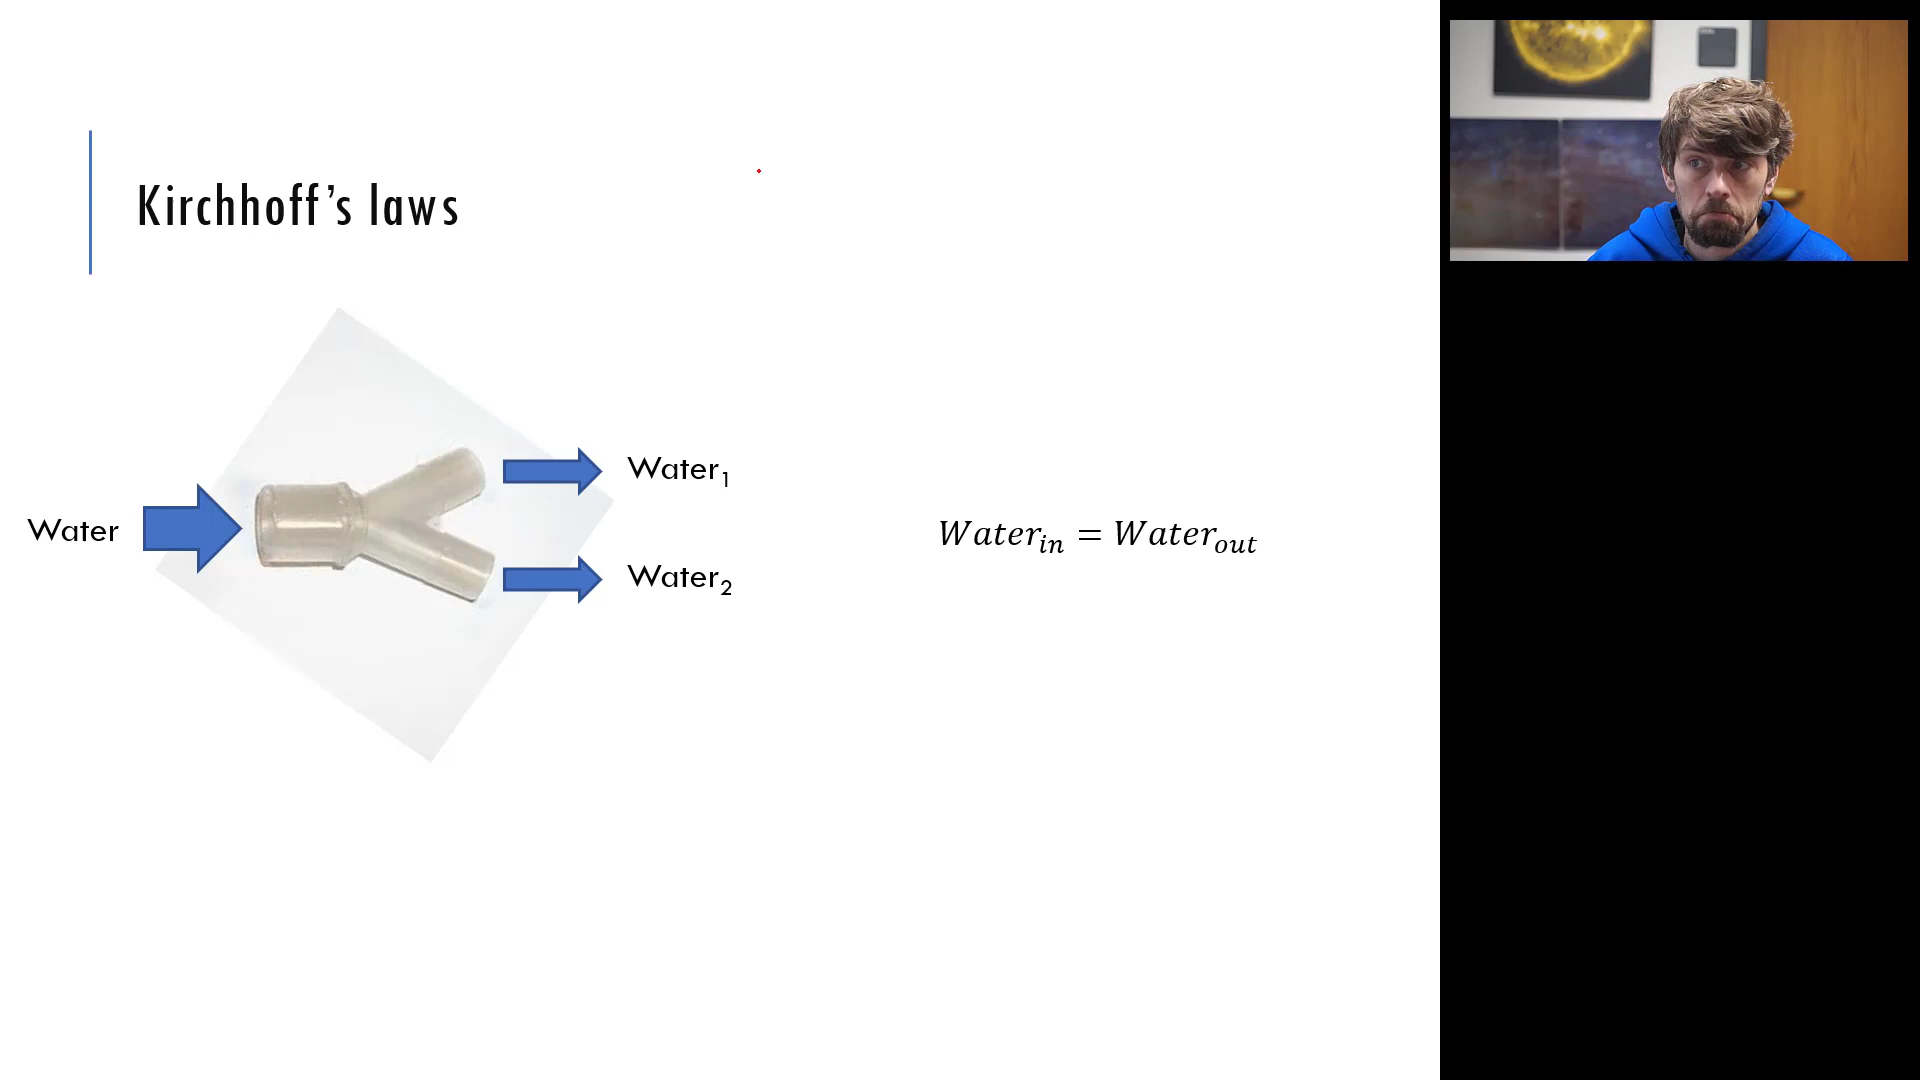 Kirchhoff’s laws
Water
Water₁
Water₂
Waterᵢₙ = Waterₒᵤₜ